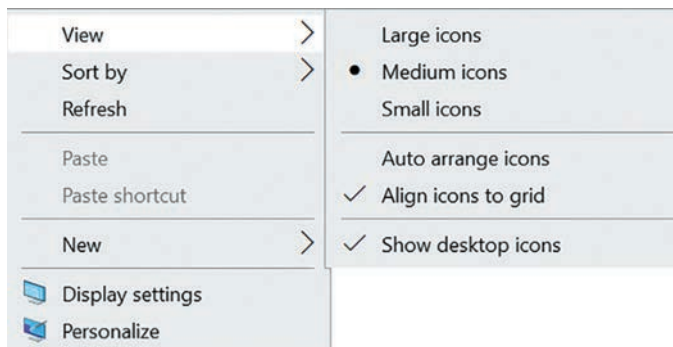 View
Sort by
Refresh
Paste
Paste shortcut
New
Display settings
Personalize
Large icons
Medium icons
Small icons
Auto arrange icons
Align icons to grid
Show desktop icons